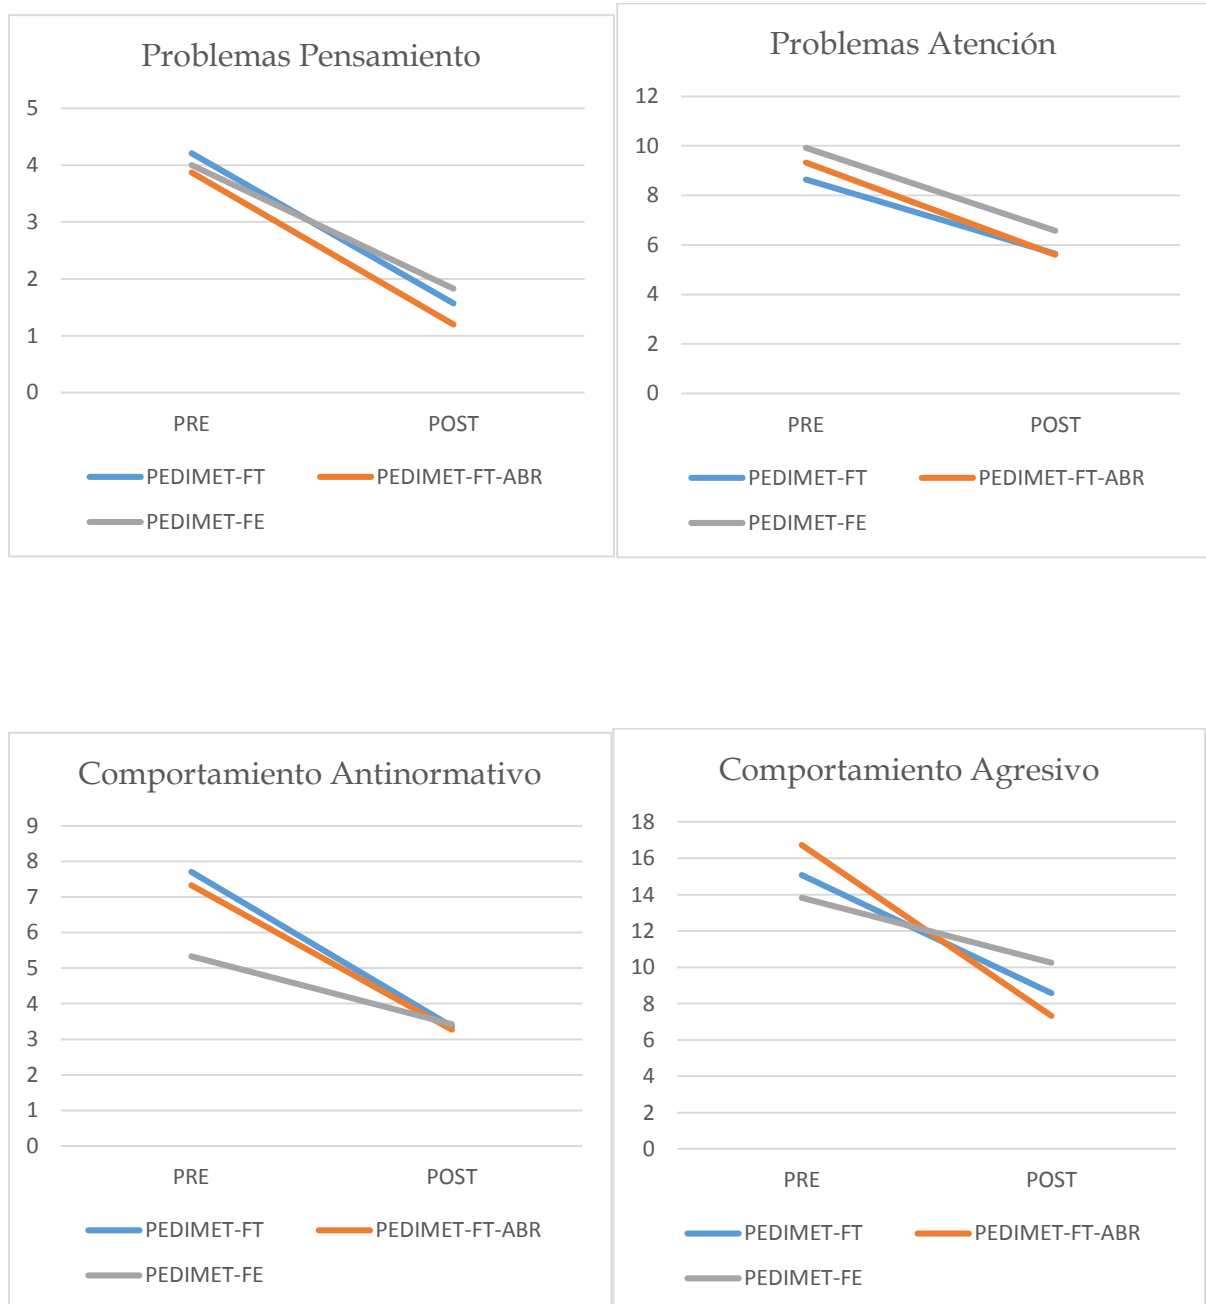 Problemas Pensamiento
5
4
3
2
1
0
PRE POST
PEDIMET-FT PEDIMET-FT-ABR
PEDIMET-FE
Problemas Atención
12
10
8
6
4
2
0
PRE POST
PEDIMET-FT PEDIMET-FT-ABR
PEDIMET-FE
Comportamiento Antinormativo
9
8
7
6
5
4
3
2
1
0
PRE POST
PEDIMET-FT PEDIMET-FT-ABR
PEDIMET-FE
Comportamiento Agresivo
18
16
14
12
10
8
6
4
2
0
PRE POST
PEDIMET-FT PEDIMET-FT-ABR
PEDIMET-FE